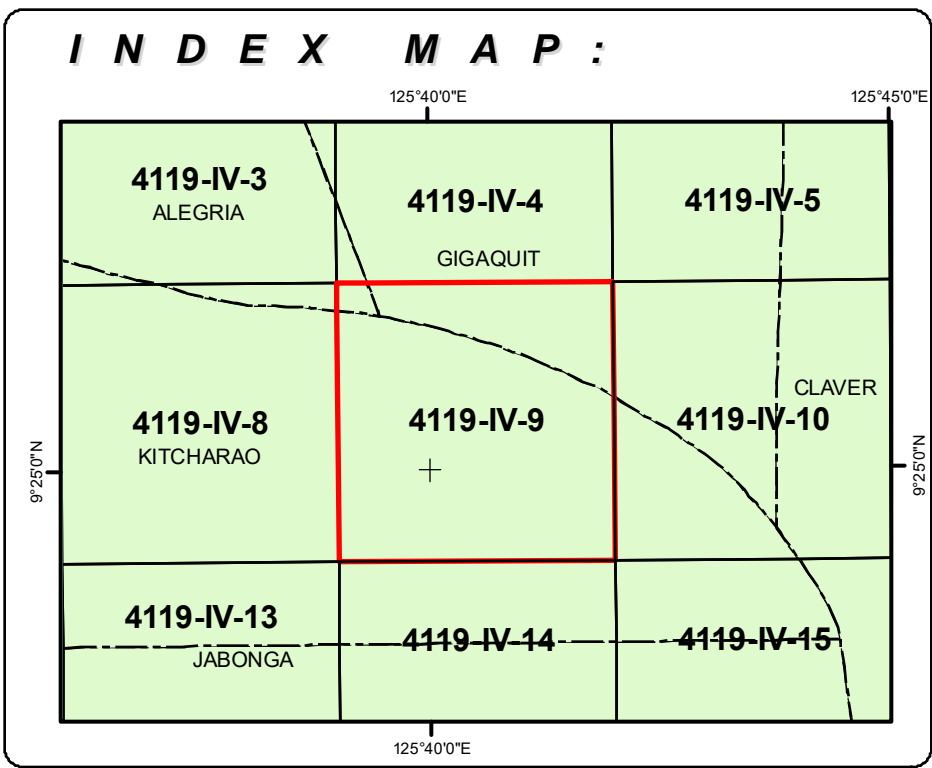 INDEX MAP:
125°40'0"E
125°45'0"E
4119-IV-3
ALEGRIA
4119-IV-4
4119-IV-5
GIGAQUIT
CLAVER
4119-IV-8
4119-IV-9
4119-IV-10
KITCHARAO
9°25'0"N
9°25'0"N
4119-IV-13
4119-IV-14
4119-IV-15
JABONGA
125°40'0"E